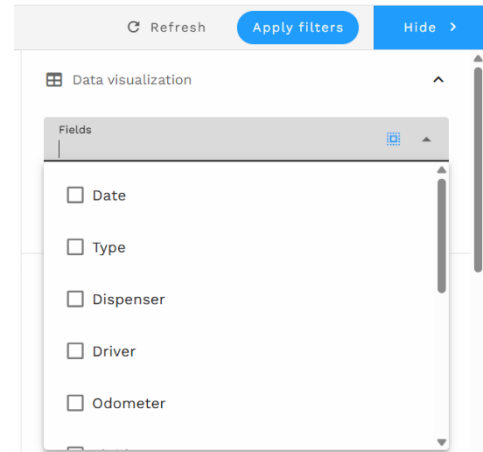 Refresh
Apply filters
Hide
Data visualization
Fields
Date
Type
Dispenser
Driver
Odometer